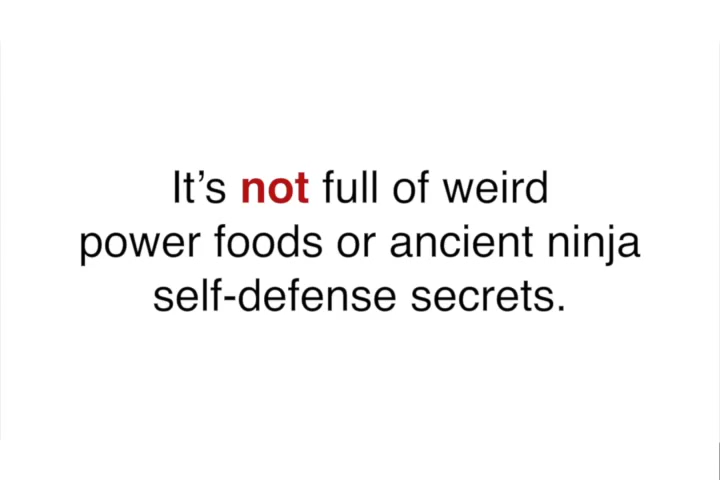 It’s not full of weird
power foods or ancient ninja
self-defense secrets.